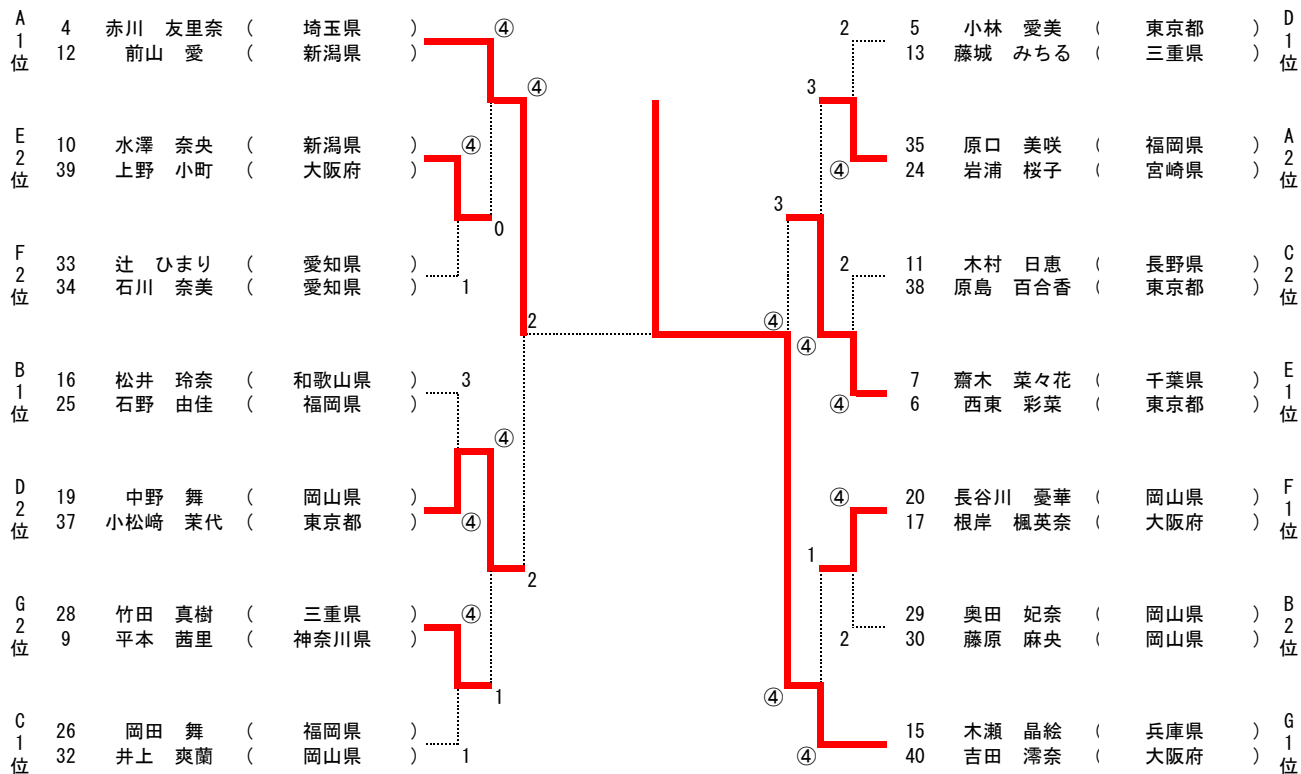 A
1
位
4 赤川　友里奈 ( 埼玉県 )
12 前山　愛 ( 新潟県 )
④
④
E
2
位
10 水澤　奈央 ( 新潟県 )
39 上野　小町 ( 大阪府 )
④
0
F
2
位
33 辻　ひまり ( 愛知県 )
34 石川　奈美 ( 愛知県 )
1
2
B
1
位
16 松井　玲奈 ( 和歌山県 )
25 石野　由佳 ( 福岡県 )
3
④
D
2
位
19 中野　舞 ( 岡山県 )
37 小松﨑　茉代 ( 東京都 )
④
2
G
2
位
28 竹田　真樹 ( 三重県 )
9 平本　茜里 ( 神奈川県 )
④
1
C
1
位
26 岡田　舞 ( 福岡県 )
32 井上　爽蘭 ( 岡山県 )
1
2
5 小林　愛美 ( 東京都 )
13 藤城　みちる ( 三重県 )
D
1
位
3
35 原口　美咲 ( 福岡県 )
24 岩浦　桜子 ( 宮崎県 )
④
A
2
位
3
2
11 木村　日恵 ( 長野県 )
38 原島　百合香 ( 東京都 )
C
2
位
④
④
7 齋木　菜々花 ( 千葉県 )
6 西東　彩菜 ( 東京都 )
④
E
1
位
④
20 長谷川　憂華 ( 岡山県 )
17 根岸　楓英奈 ( 大阪府 )
F
1
位
1
29 奥田　妃奈 ( 岡山県 )
30 藤原　麻央 ( 岡山県 )
2
B
2
位
④
15 木瀬　晶絵 ( 兵庫県 )
40 吉田　澪奈 ( 大阪府 )
④
G
1
位